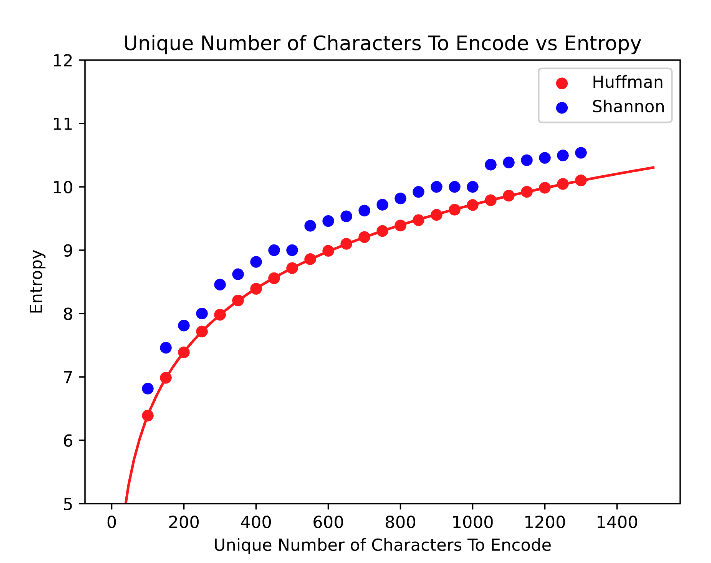 Unique Number of Characters To Encode vs Entropy
12
11
10
9
8
7
6
5
Entropy
Huffman
Shannon
0 200 400 600 800 1000 1200 1400
Unique Number of Characters To Encode